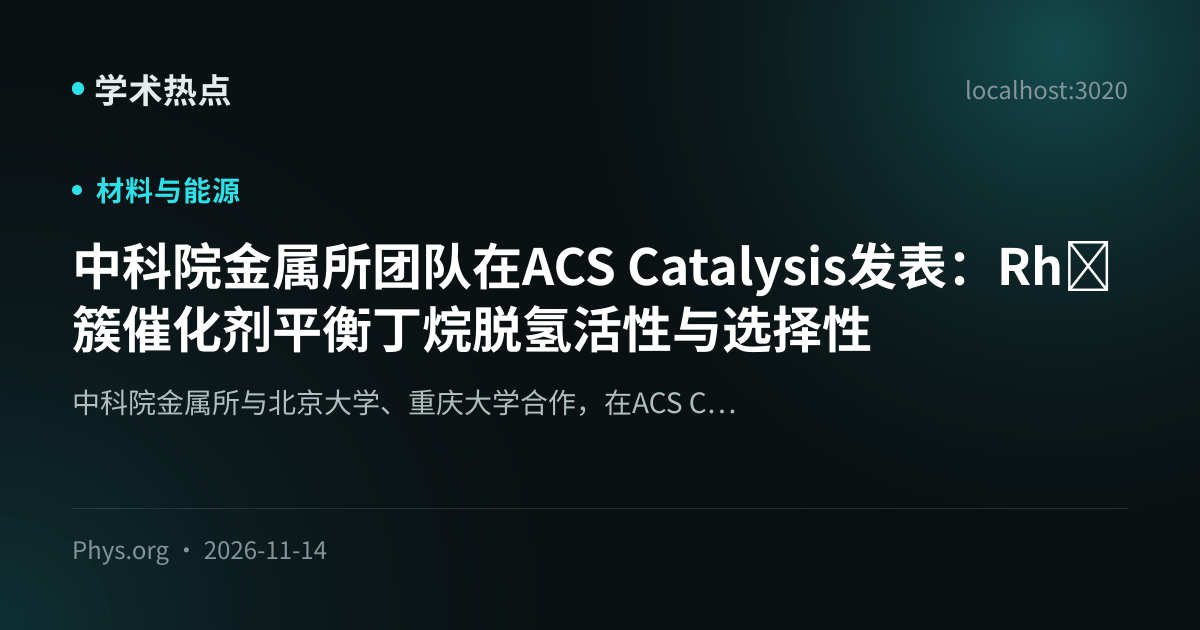 学术热点
localhost:3020
材料与能源
中科院金属所团队在ACS Catalysis发表：Rh
簇催化剂平衡丁烷脱氢活性与选择性
中科院金属所与北京大学、重庆大学合作，在ACS C…
Phys.org • 2026-11-14